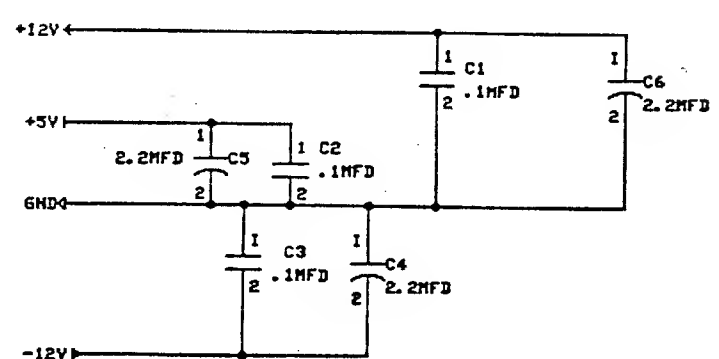 +12V
1
C1
.1MFD
2
I
C6
2.2MFD
2
+5V
1
2.2MFD
C5
2
1
C2
.1MFD
2
GND
I
C3
.1MFD
2
I
C4
2.2MFD
2
-12V